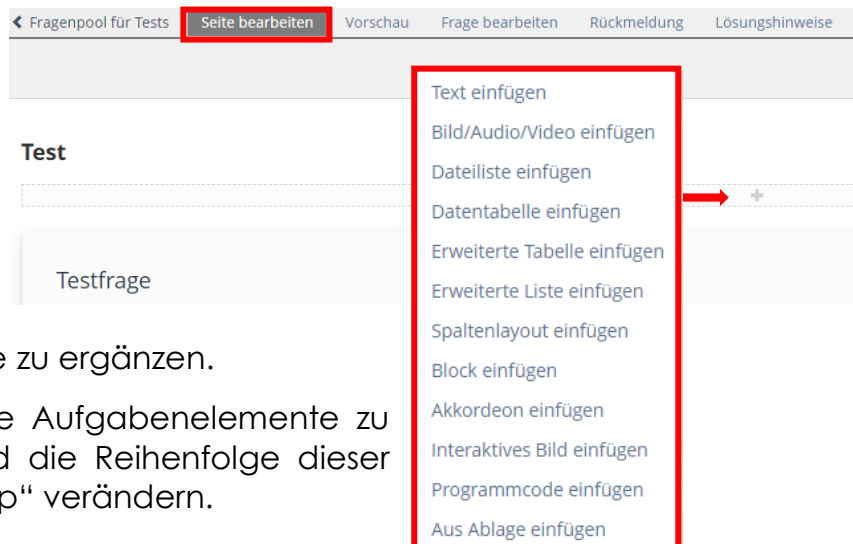 Fragenpool für Tests Seite bearbeiten Vorschau Frage bearbeiten Rückmeldung Lösungshinweise
Test
Testfrage
Text einfügen
Bild/Audio/Video einfügen
Dateiliste einfügen
Datentabelle einfügen
Erweiterte Tabelle einfügen
Erweiterte Liste einfügen
Spaltenlayout einfügen
Block einfügen
Akkordeon einfügen
Interaktives Bild einfügen
Programmcode einfügen
Aus Ablage einfügen
zu ergänzen.
Aufgabenelemente zu
die Reihenfolge dieser
p“ verändern.